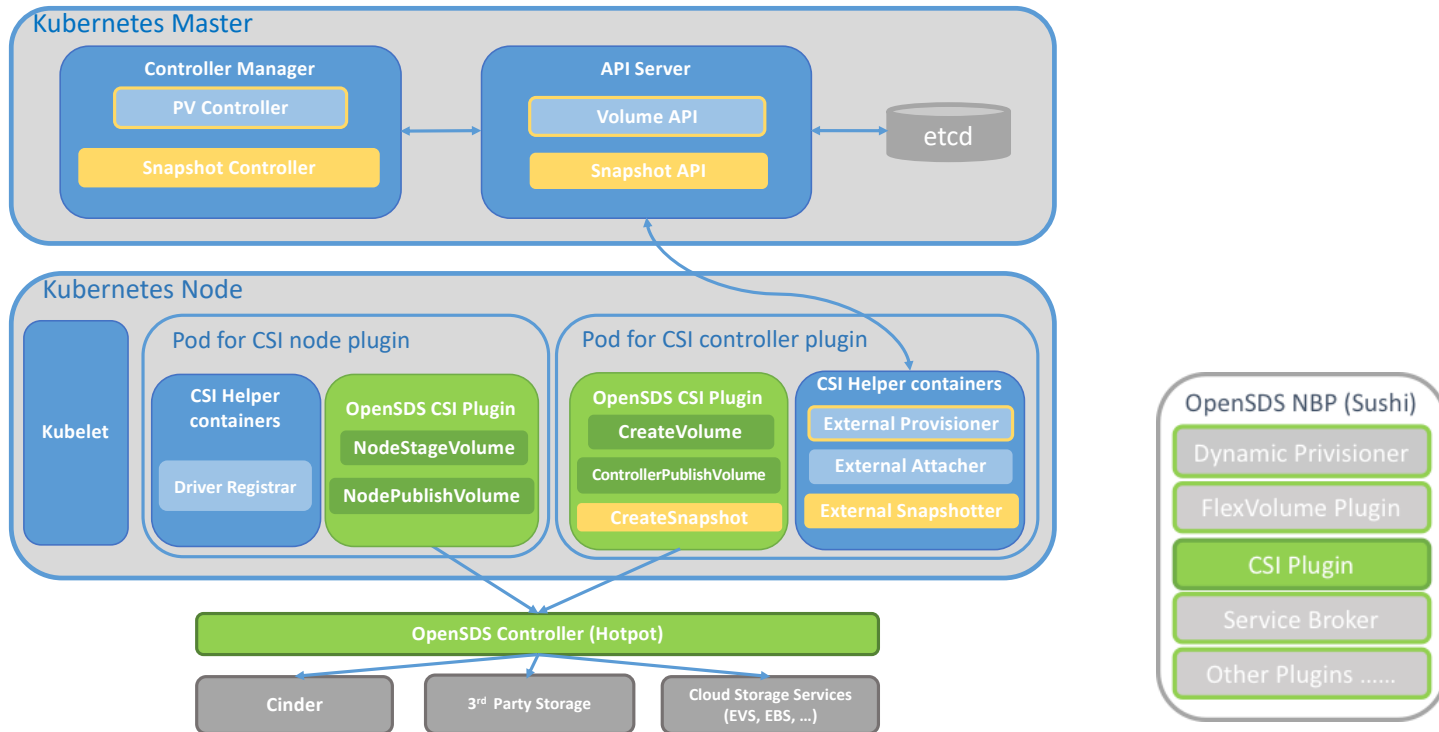 Kubernetes Master
Controller Manager
PV Controller
Snapshot Controller
API Server
Volume API
Snapshot API
etcd
Kubernetes Node
Kubelet
Pod for CSI node plugin
CSI Helper
containers
Driver Registrar
OpenSDS CSI Plugin
NodeStageVolume
NodePublishVolume
Pod for CSI controller plugin
OpenSDS CSI Plugin
CreateVolume
ControllerPublishVolume
CreateSnapshot
CSI Helper containers
External Provisioner
External Attacher
External Snapshotter
OpenSDS Controller (Hotpot)
Cinder
3rd Party Storage
Cloud Storage Services
(EVS, EBS, ...)
OpenSDS NBP (Sushi)
Dynamic Privisioner
FlexVolume Plugin
CSI Plugin
Service Broker
Other Plugins ......